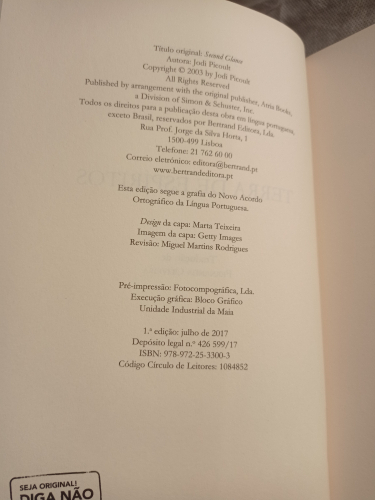 Título original: Second Glance
Autora: Jodi Picoult
Copyright © 2003 by Jodi Picoult
All Rights Reserved
Published by arrangement with the original publisher, Atria Books,
a Division of Simon & Schuster, Inc.
Todos os direitos para a publicação desta obra em língua portuguesa,
exceto Brasil, reservados por Bertrand Editora, Lda.
Rua Prof. Jorge da Silva Horta, 1
1500-499 Lisboa
Telefone: 21 762 60 00
Correio eletrónico: editora@bertrand.pt
www.bertrandeditora.pt
Esta edição segue a grafia do Novo Acordo
Ortográfico da Língua Portuguesa.
Design da capa: Marta Teixeira
Imagem da capa: Getty Images
Revisão: Miguel Martins Rodrigues
Pré-impressão: Fotocompográfica, Lda.
Execução gráfica: Bloco Gráfico
Unidade Industrial da Maia
1.ª edição: julho de 2017
Depósito legal n.º 426 599/17
ISBN: 978-972-25-3300-3
Código Círculo de Leitores: 1084852
SEJA ORIGINAL!
DIGA NÃO